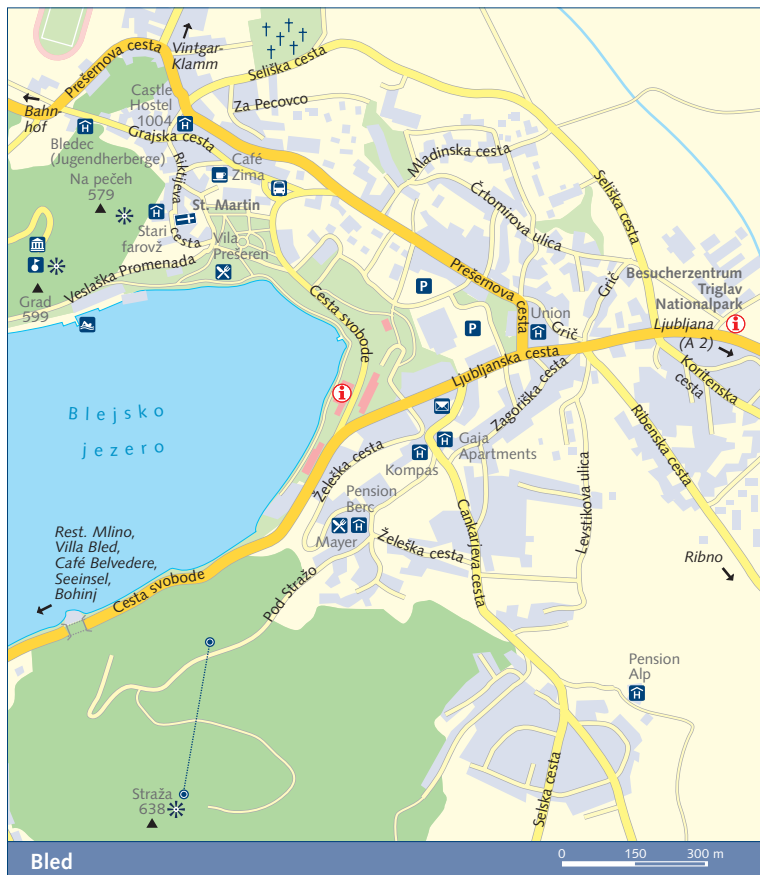 Prešernova cesta
Vintgar-
Klamm
Seliška cesta
Bahn-
hof
Castle
Hostel
1004
Za Pecovco
Grajska cesta
Bledec
(Jugendherberge)
Mladinska cesta
Na pečeh
579
Riktijera
cesta
Café
Zima
Seliška cesta
Črtomirova ulica
St. Martin
Stari
farovž
Vila
Prešeren
Veslaška Promenada
Grad
599
Prešernova cesta
P
P
Grič
Besucherzentrum
Triglav
Nationalpark
Cesta svobode
Union
Grič
Ljubljana
(A 2)
i
Ljubljanska cesta
Koritenska
cesta
i
Zagoriška cesta
Blejsko
jezero
Ribenska cesta
Gaja
Apartments
Kompas
Želeška cesta
Levstikova ulica
Pension
Berc
Mayer
Cankarjeva cesta
Želeška cesta
Rest. Mlino,
Villa Bled,
Café Belvedere,
Seeinsel,
Bohinj
Ribno
Cesta svobode
Pod Stražo
Pension
Alp
Selska cesta
Straža
638
Bled
0 150 300 m